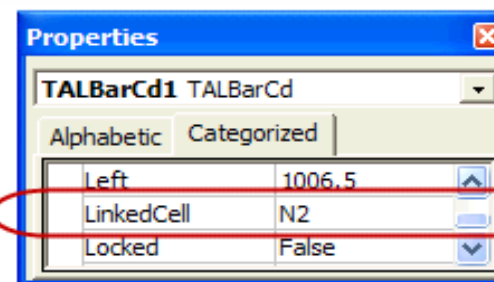 Properties
TALBarCd1 TALBarCd
Alphabetic Categorized
Left 1006.5
LinkedCell N2
Locked False